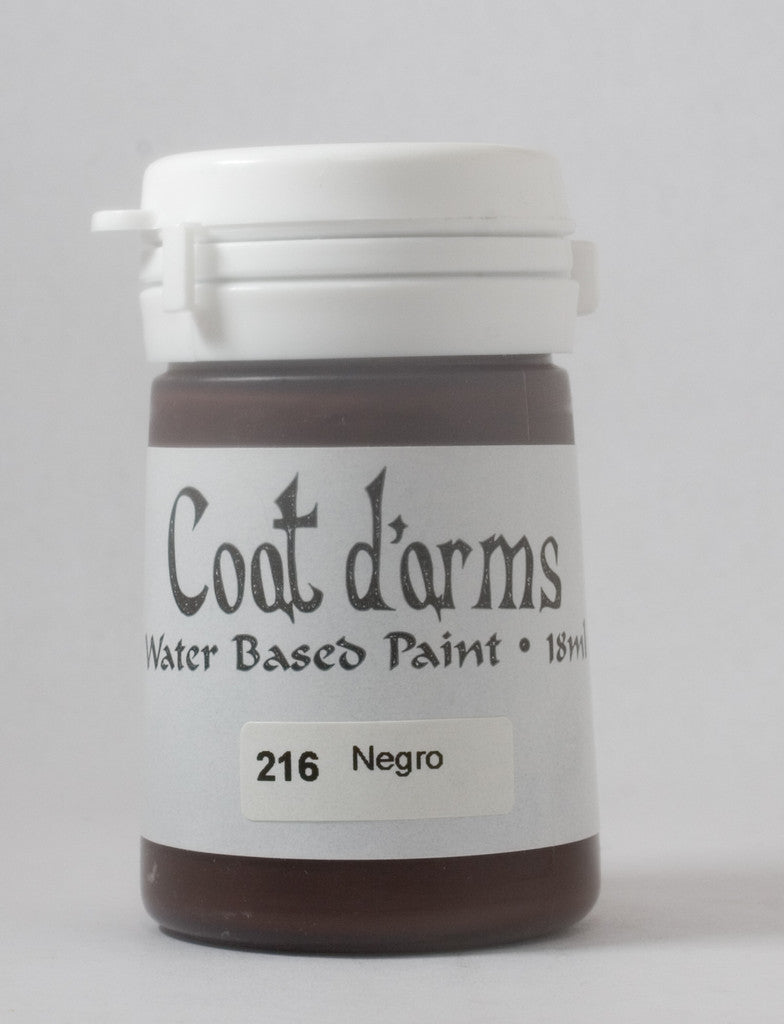 Coat d'arms
Water Based Paint • 18ml
216 Negro